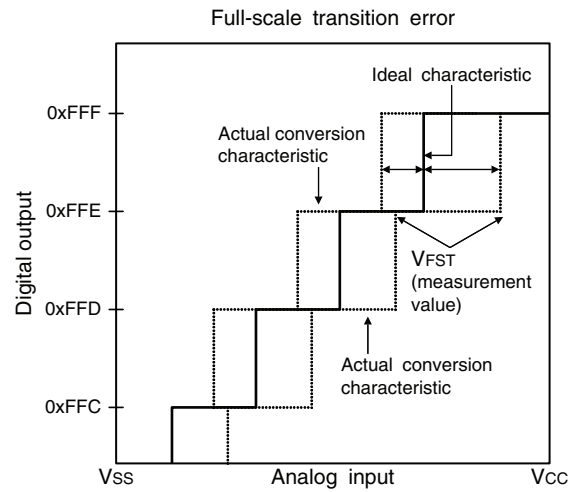 Full-scale transition error
Ideal characteristic
0xFFF
Actual conversion
characteristic
0xFFE
VFST
(measurement
value)
Digital output
0xFFD
Actual conversion
characteristic
0xFFC
VSS
Analog input
VCC